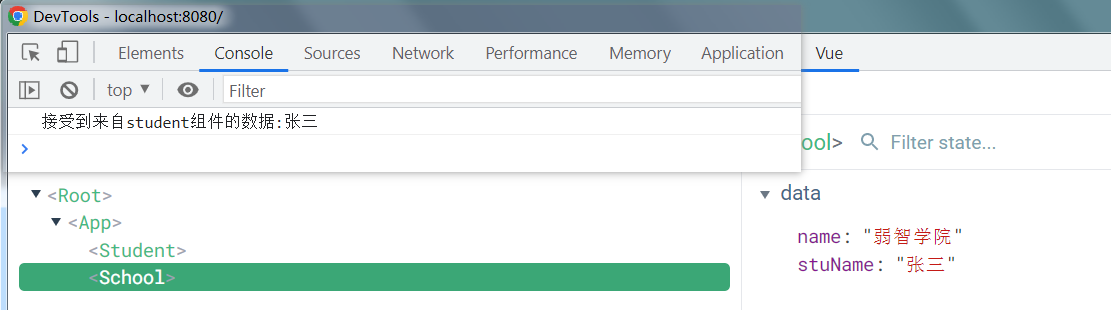 DevTools - localhost:8080/
Elements Console Sources Network Performance Memory Application Vue
top ▼ Filter
接受到来自student组件的数据:张三
ool> Filter state...
<Root>
<App>
<Student>
<School>
data
name: "弱智学院"
stuName: "张三"